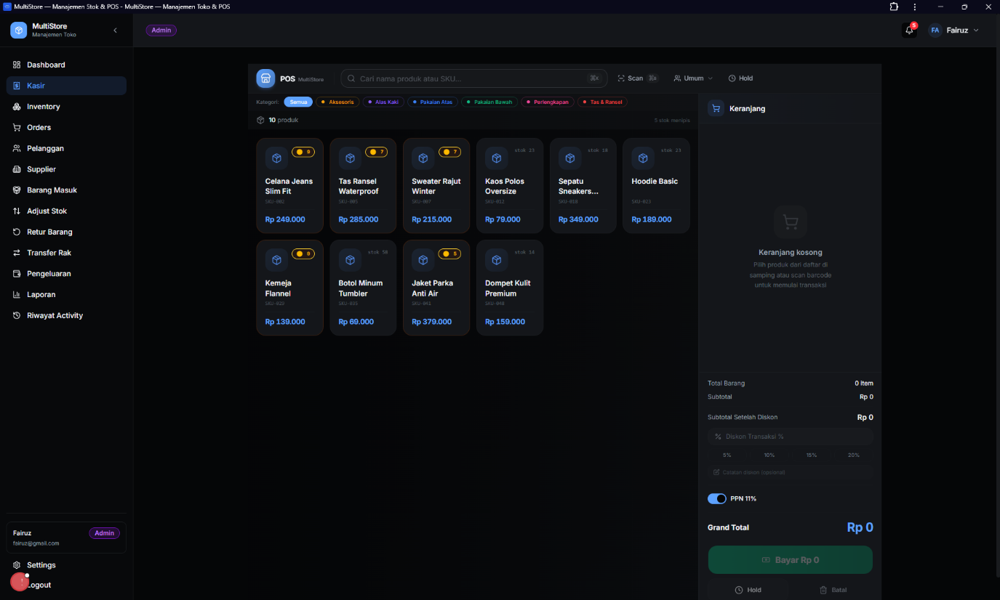 MultiStore — Manajemen Stok & POS - MultiStore — Manajemen Toko & POS
MultiStore
Manajemen Toko
Admin
5
FA
Fairuz
Dashboard
Kasir
Inventory
Orders
Pelanggan
Supplier
Barang Masuk
Adjust Stok
Retur Barang
Transfer Rak
Pengeluaran
Laporan
Riwayat Activity
Fairuz
Admin
fairuz@gmail.com
Settings
Logout
POS MultiStore
Cari nama produk atau SKU...
⌘K
Scan
Umum
Hold
Kategori:
Semua
Aksesoris
Alas Kaki
Pakaian Atas
Pakaian Bawah
Perlengkapan
Tas & Ransel
10 produk
5 stok menipis
9
Celana Jeans
Slim Fit
SKU-002
Rp 249.000
7
Tas Ransel
Waterproof
SKU-005
Rp 285.000
7
Sweater Rajut
Winter
SKU-007
Rp 215.000
stok 23
Kaos Polos
Oversize
SKU-012
Rp 79.000
stok 18
Sepatu
Sneakers...
SKU-018
Rp 349.000
stok 23
Hoodie Basic
SKU-023
Rp 189.000
9
Kemeja
Flannel
SKU-029
Rp 139.000
stok 58
Botol Minum
Tumbler
SKU-035
Rp 69.000
5
Jaket Parka
Anti Air
SKU-041
Rp 379.000
stok 14
Dompet Kulit
Premium
SKU-048
Rp 159.000
Keranjang
Keranjang kosong
Pilih produk dari daftar di
samping atau scan barcode
untuk memulai transaksi
Total Barang
0 item
Subtotal
Rp 0
Subtotal Setelah Diskon
Rp 0
Diskon Transaksi %
5%
10%
15%
20%
Catatan diskon (opsional)
PPN 11%
Grand Total
Rp 0
Bayar Rp 0
Hold
Batal